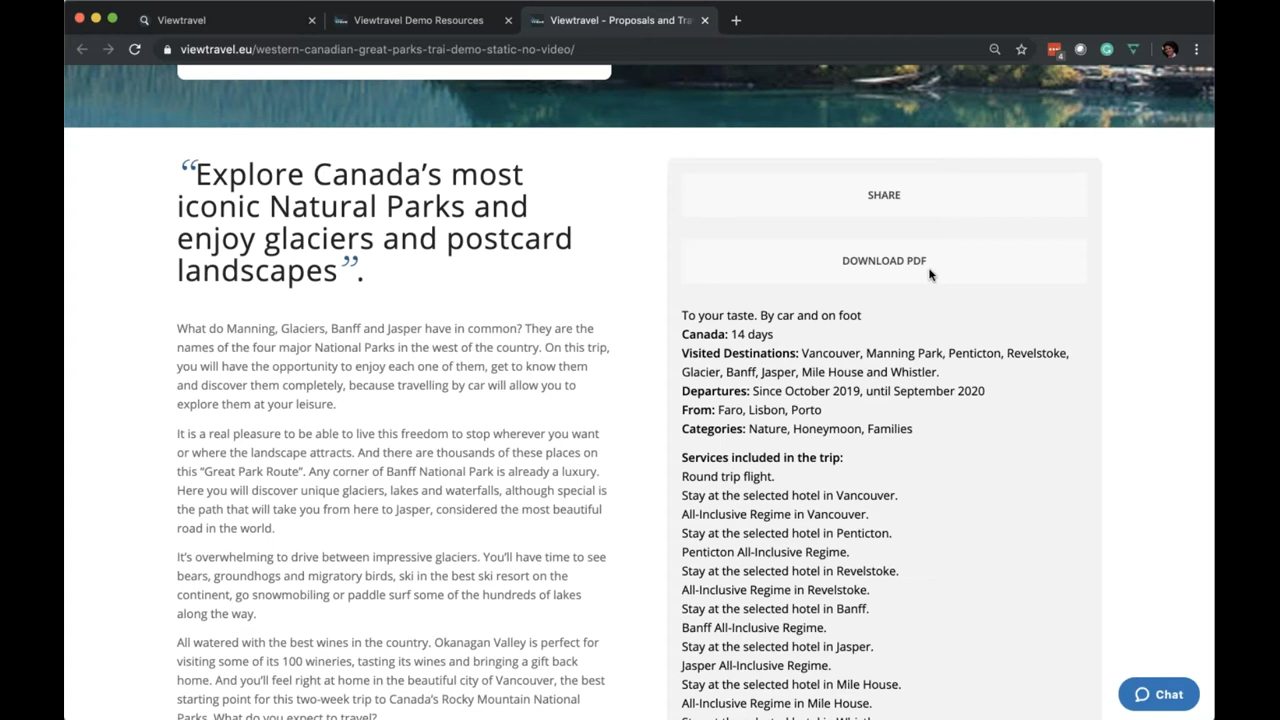 Viewtravel
Viewtravel Demo Resources
Viewtravel - Proposals and Tra
viewtravel.eu/western-canadian-great-parks-trai-demo-static-no-video/
4
“Explore Canada’s most
iconic Natural Parks and
enjoy glaciers and postcard
landscapes”.
What do Manning, Glaciers, Banff and Jasper have in common? They are the
names of the four major National Parks in the west of the country. On this trip,
you will have the opportunity to enjoy each one of them, get to know them
and discover them completely, because travelling by car will allow you to
explore them at your leisure.
It is a real pleasure to be able to live this freedom to stop wherever you want
or where the landscape attracts. And there are thousands of these places on
this “Great Park Route”. Any corner of Banff National Park is already a luxury.
Here you will discover unique glaciers, lakes and waterfalls, although special is
the path that will take you from here to Jasper, considered the most beautiful
road in the world.
It’s overwhelming to drive between impressive glaciers. You’ll have time to see
bears, groundhogs and migratory birds, ski in the best ski resort on the
continent, go snowmobiling or paddle surf some of the hundreds of lakes
along the way.
All watered with the best wines in the country. Okanagan Valley is perfect for
visiting some of its 100 wineries, tasting its wines and bringing a gift back
home. And you’ll feel right at home in the beautiful city of Vancouver, the best
starting point for this two-week trip to Canada’s Rocky Mountain National
Parks. What do you expect to travel?
SHARE
DOWNLOAD PDF
To your taste. By car and on foot
Canada: 14 days
Visited Destinations: Vancouver, Manning Park, Penticton, Revelstoke,
Glacier, Banff, Jasper, Mile House and Whistler.
Departures: Since October 2019, until September 2020
From: Faro, Lisbon, Porto
Categories: Nature, Honeymoon, Families
Services included in the trip:
Round trip flight.
Stay at the selected hotel in Vancouver.
All-Inclusive Regime in Vancouver.
Stay at the selected hotel in Penticton.
Penticton All-Inclusive Regime.
Stay at the selected hotel in Revelstoke.
All-Inclusive Regime in Revelstoke.
Stay at the selected hotel in Banff.
Banff All-Inclusive Regime.
Stay at the selected hotel in Jasper.
Jasper All-Inclusive Regime.
Stay at the selected hotel in Mile House.
All-Inclusive Regime in Mile House.
Chat